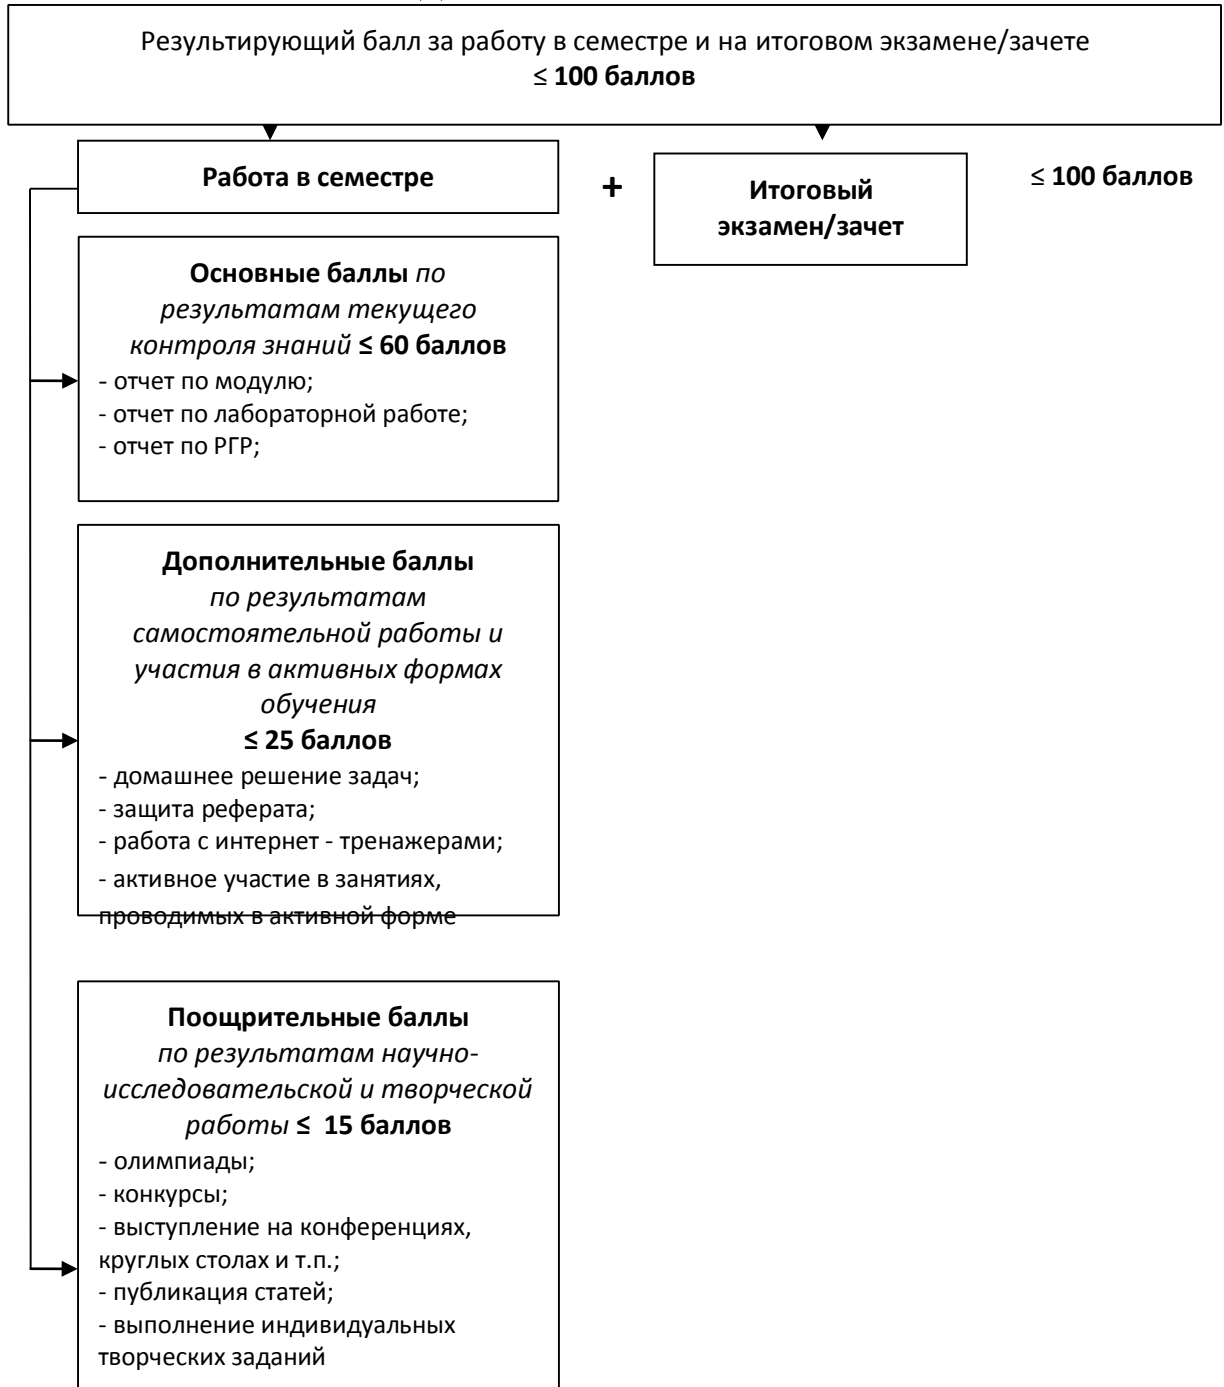 Результирующий балл за работу в семестре и на итоговом экзамене/зачете
≤ 100 баллов
Работа в семестре
+
Итоговый
экзамен/зачет
≤ 100 баллов
Основные баллы по
результатам текущего
контроля знаний ≤ 60 баллов
- отчет по модулю;
- отчет по лабораторной работе;
- отчет по РГР;
Дополнительные баллы
по результатам
самостоятельной работы и
участия в активных формах
обучения
≤ 25 баллов
- домашнее решение задач;
- защита реферата;
- работа с интернет - тренажерами;
- активное участие в занятиях,
проводимых в активной форме
Поощрительные баллы
по результатам научно-
исследовательской и творческой
работы ≤ 15 баллов
- олимпиады;
- конкурсы;
- выступление на конференциях,
круглых столах и т.п.;
- публикация статей;
- выполнение индивидуальных
творческих заданий